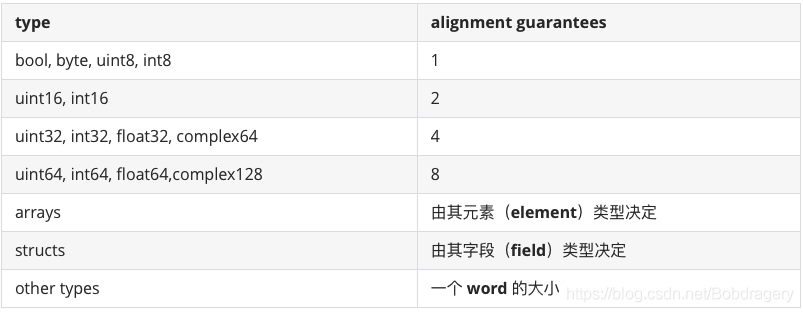 type alignment guarantees
bool, byte, uint8, int8 1
uint16, int16 2
uint32, int32, float32, complex64 4
uint64, int64, float64,complex128 8
arrays 由其元素（element）类型决定
structs 由其字段（field）类型决定
other types 一个 word 的大小
https://blog.csdn.net/Bobdragery